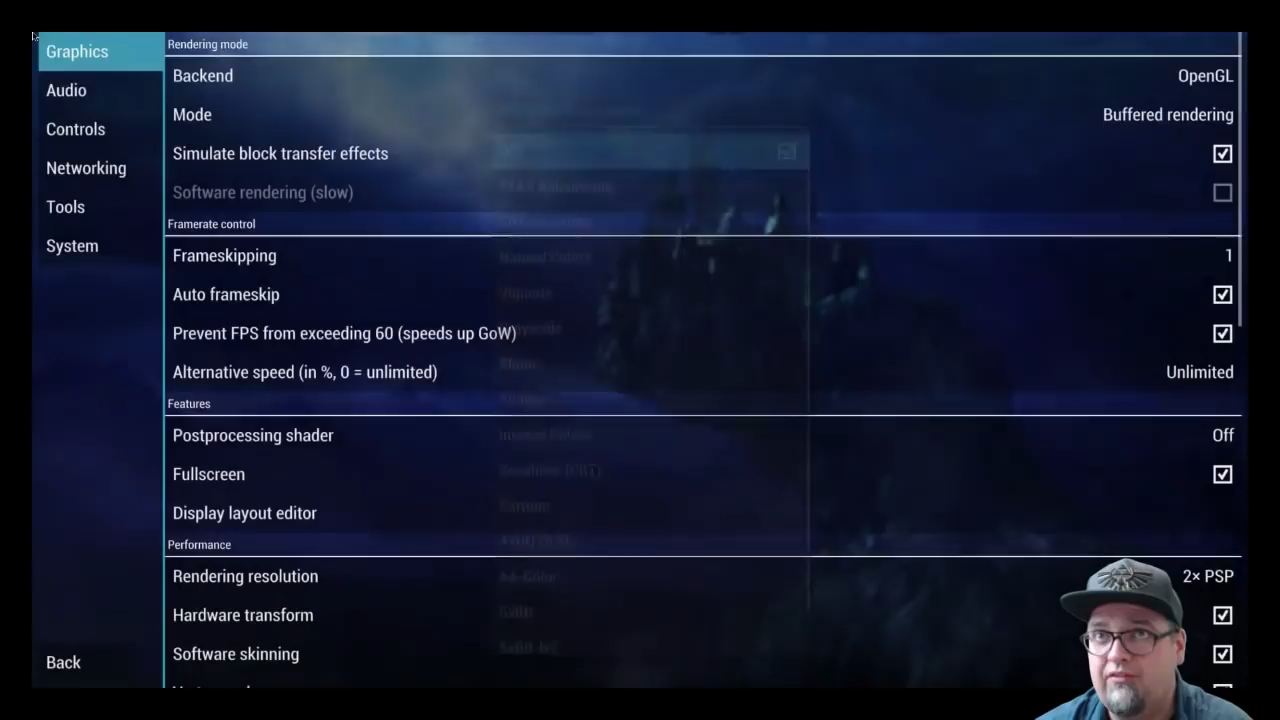 Graphics
Audio
Controls
Networking
Tools
System
Back
Rendering mode
Backend OpenGL
Mode Buffered rendering
Simulate block transfer effects
Software rendering (slow)
Framerate control
Frameskipping 1
Auto frameskip
Prevent FPS from exceeding 60 (speeds up GoW)
Alternative speed (in %, 0 = unlimited) Unlimited
Features
Postprocessing shader Off
Fullscreen
Display layout editor
Performance
Rendering resolution 2× PSP
Hardware transform
Software skinning
Natural Colors